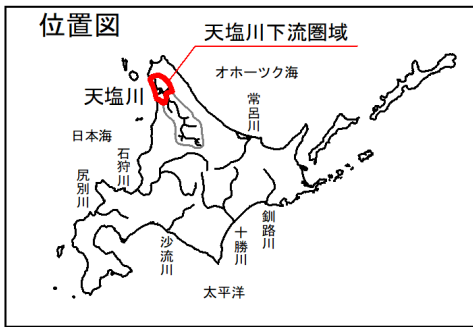 位置図
天塩川下流圏域
オホーツク海
天塩川
常呂川
日本海
石狩川
尻別川
釧路川
十勝川
沙流川
太平洋